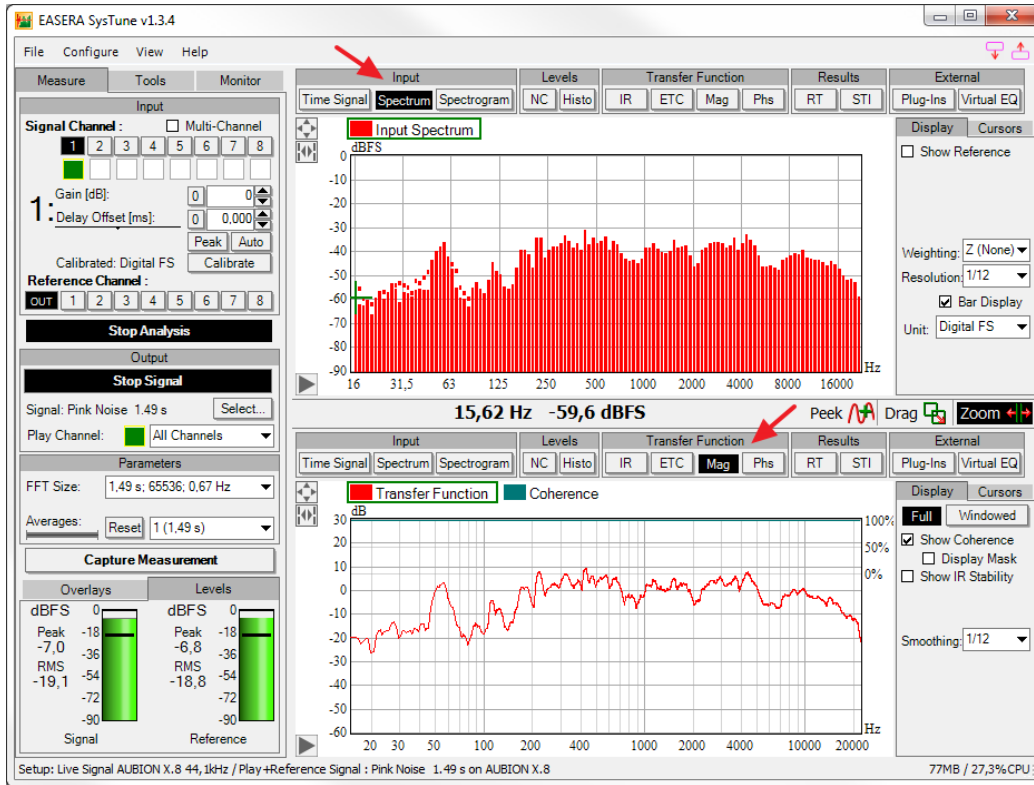 EASERA SysTune v1.3.4
File Configure View Help
Measure Tools Monitor
Input
Signal Channel : Multi-Channel
1 2 3 4 5 6 7 8
1: Gain [dB]: 0 0
Delay Offset [ms]: 0 0,000
Peak Auto
Calibrated: Digital FS Calibrate
Reference Channel :
OUT 1 2 3 4 5 6 7 8
Stop Analysis
Output
Stop Signal
Signal: Pink Noise 1.49 s Select...
Play Channel: All Channels
Parameters
FFT Size: 1,49 s; 65536; 0,67 Hz
Averages: Reset 1 (1,49 s)
Capture Measurement
Overlays Levels
dBFS 0 dBFS 0
Peak -18 Peak -18
-7,0 -6,8
-36 -36
RMS RMS
-19,1 -54 -18,8 -54
-72 -72
-90 -90
Signal Reference
Input Levels Transfer Function Results External
Time Signal Spectrum Spectrogram NC Histo IR ETC Mag Phs RT STI Plug-Ins Virtual EQ
Input Spectrum
dBFS
0
-10
-20
-30
-40
-50
-60
-70
-80
-90
16 31,5 63 125 250 500 1000 2000 4000 8000 16000
Hz
Display Cursors
Show Reference
Weighting: Z (None)
Resolution: 1/12
Bar Display
Unit: Digital FS
15,62 Hz -59,6 dBFS Peek Drag Zoom
Input Levels Transfer Function Results External
Time Signal Spectrum Spectrogram NC Histo IR ETC Mag Phs RT STI Plug-Ins Virtual EQ
Transfer Function Coherence
dB
30
20
10
0
-10
-20
-30
-40
-50
-60
100%
50%
0%
20 30 50 100 200 400 1000 2000 4000 10000 20000
Hz
Display Cursors
Full Windowed
Show Coherence
Display Mask
Show IR Stability
Smoothing: 1/12
Setup: Live Signal AUBION X.8 44,1kHz / Play+Reference Signal : Pink Noise 1.49 s on AUBION X.8
77MB / 27,3%CPU